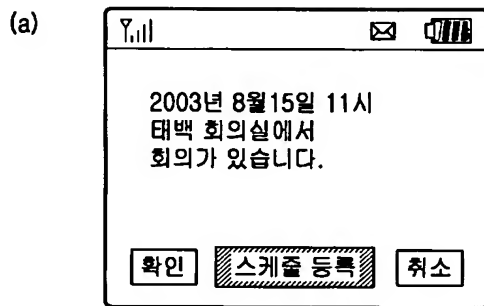 (a)
2003년 8월15일 11시
태백 회의실에서
회의가 있습니다.
확인 스케줄 등록 취소